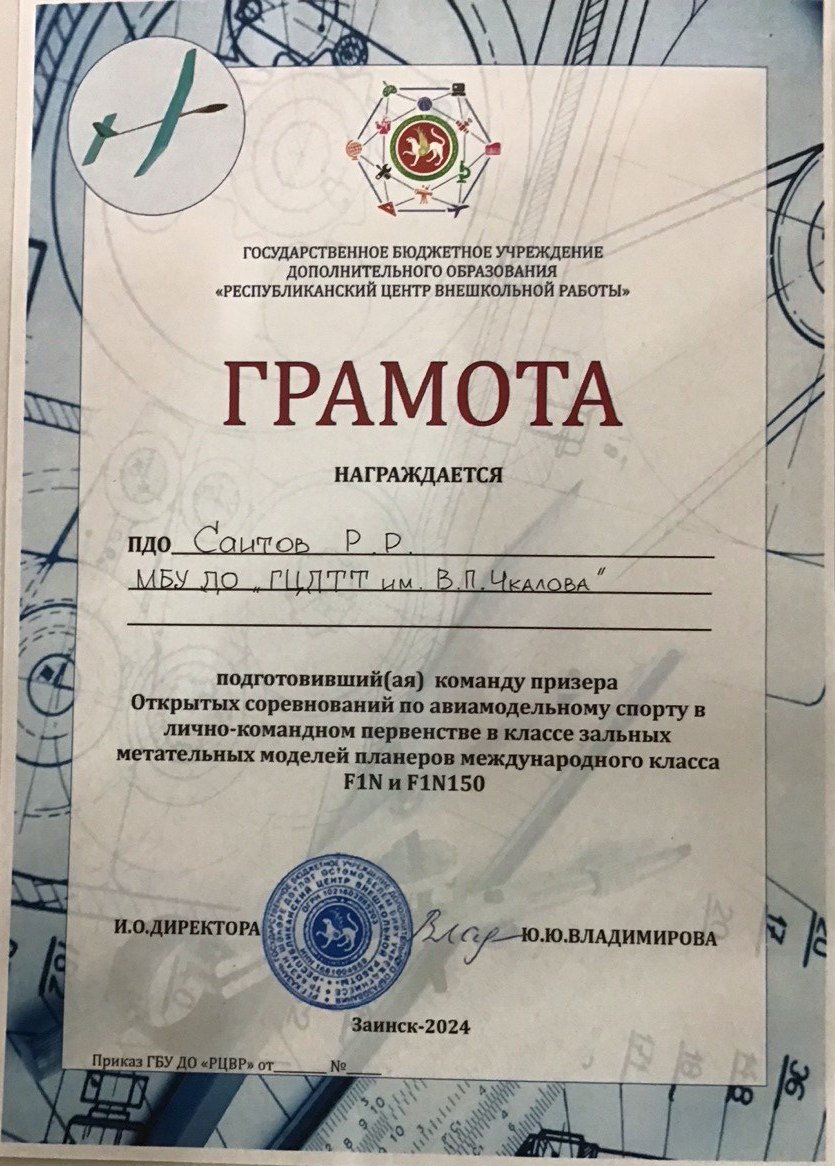 ГОСУДАРСТВЕННОЕ БЮДЖЕТНОЕ УЧРЕЖДЕНИЕ
ДОПОЛНИТЕЛЬНОГО ОБРАЗОВАНИЯ
«РЕСПУБЛИКАНСКИЙ ЦЕНТР ВНЕШКОЛЬНОЙ РАБОТЫ»
ГРАМОТА
НАГРАЖДАЕТСЯ
ПДО Саитов Р.Р.
МБУ ДО „ГЦДТТ им. В.П.Чкалова"
подготовивший(ая) команду призера
Открытых соревнований по авиамодельному спорту в
лично-командном первенстве в классе зальных
метательных моделей планеров международного класса
F1N и F1N150
И.О.ДИРЕКТОРА Ю.Ю.ВЛАДИМИРОВА
Заинск-2024
Приказ ГБУ ДО «РЦВР» от______ №____